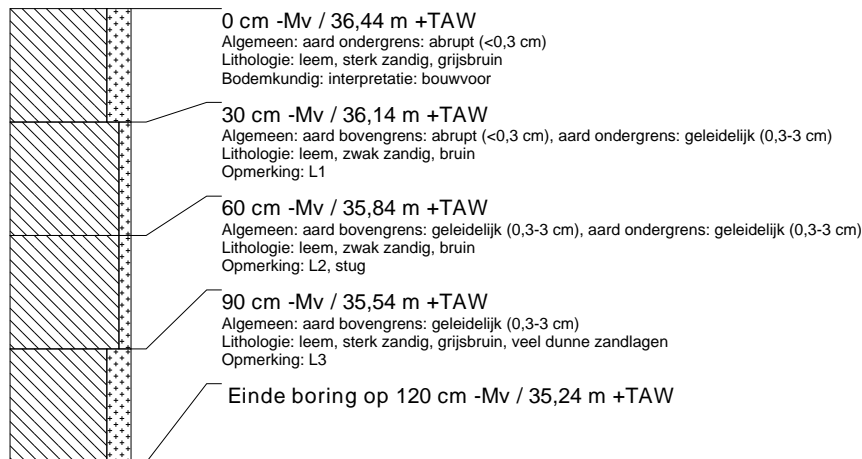 0 cm -Mv / 36,44 m +TAW
Algemeen: aard ondergrens: abrupt (<0,3 cm)
Lithologie: leem, sterk zandig, grijsbruin
Bodemkundig: interpretatie: bouwvoor
30 cm -Mv / 36,14 m +TAW
Algemeen: aard bovengrens: abrupt (<0,3 cm), aard ondergrens: geleidelijk (0,3-3 cm)
Lithologie: leem, zwak zandig, bruin
Opmerking: L1
60 cm -Mv / 35,84 m +TAW
Algemeen: aard bovengrens: geleidelijk (0,3-3 cm), aard ondergrens: geleidelijk (0,3-3 cm)
Lithologie: leem, zwak zandig, bruin
Opmerking: L2, stug
90 cm -Mv / 35,54 m +TAW
Algemeen: aard bovengrens: geleidelijk (0,3-3 cm)
Lithologie: leem, sterk zandig, grijsbruin, veel dunne zandlagen
Opmerking: L3
Einde boring op 120 cm -Mv / 35,24 m +TAW